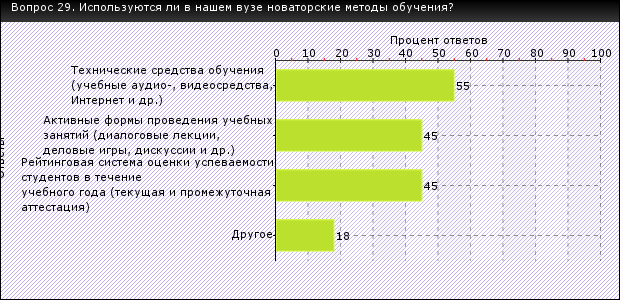 Вопрос 29. Используются ли в нашем вузе новаторские методы обучения?
Процент ответов
0 10 20 30 40 50 60 70 80 90 100
Технические средства обучения
(учебные аудио-, видеосредства,
Интернет и др.)
55
Активные формы проведения учебных
занятий (диалоговые лекции,
деловые игры, дискуссии и др.)
45
Рейтинговая система оценки успеваемости
студентов в течение
учебного года (текущая и промежуточная
аттестация)
45
Другое
18
Ответы